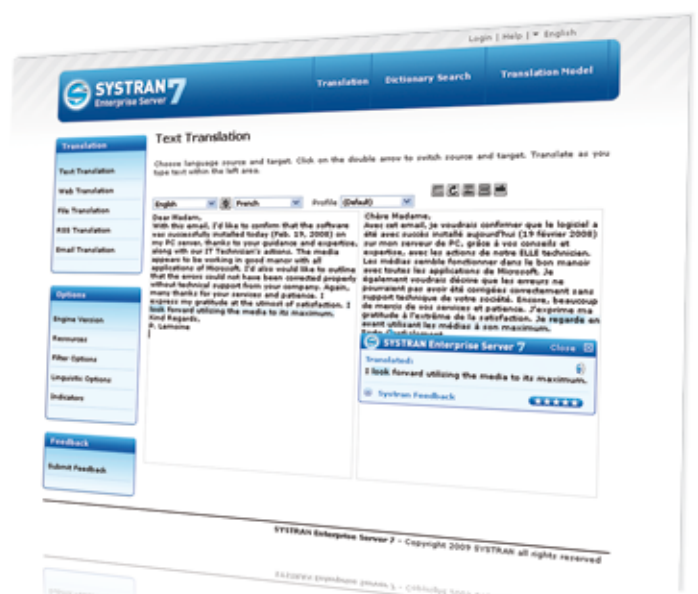 Login | Help | English
SYSTRAN 7
Enterprise Server
Translation Dictionary Search Translation Model
Translation
Text Translation
Web Translation
File Translation
RSS Translation
Email Translation
Options
Engine Version
Resources
Filter Options
Linguistic Options
Indicators
Feedback
Submit Feedback
Text Translation
Choose language source and target. Click on the double arrow to switch source and target. Translate as you
type text within the left area.
English French Profile (Default)
Dear Madam,
With this email, I'd like to confirm that the software
was successfully installed today (Feb. 19, 2008) on
my PC server, thanks to your guidance and expertise,
along with our IT Technician's actions. The media
appears to be working in good manor with all
applications of Microsoft. I'd also would like to outline
that the errors could not have been corrected properly
without technical support from your company. Again,
many thanks for your services and patience. I
express my gratitude at the utmost of satisfaction. I
look forward utilizing the media to its maximum.
Kind Regards,
P. Lemoine
Chère Madame,
Avec cet email, je voudrais confirmer que le logiciel a
été avec succès installé aujourd'hui (19 février 2008)
sur mon serveur de PC, grâce à vos conseils et
expertise, avec les actions de notre ELLE technicien.
Les médias semble fonctionner dans le bon manoir
avec toutes les applications de Microsoft. Je
également voudrais décrire que les erreurs ne
pourraient pas avoir été corrigées correctement sans
support technique de votre société. Encore, beaucoup
de mercy de vos services et patience. J'exprime ma
gratitude à l'extrême de la satisfaction. Je regarde en
avant utilisant les médias à son maximum.
SYSTRAN Enterprise Server 7 Close
Translated:
I look forward utilizing the media to its maximum.
Systran Feedback
SYSTRAN Enterprise Server 7 - Copyright 2009 SYSTRAN all rights reserved